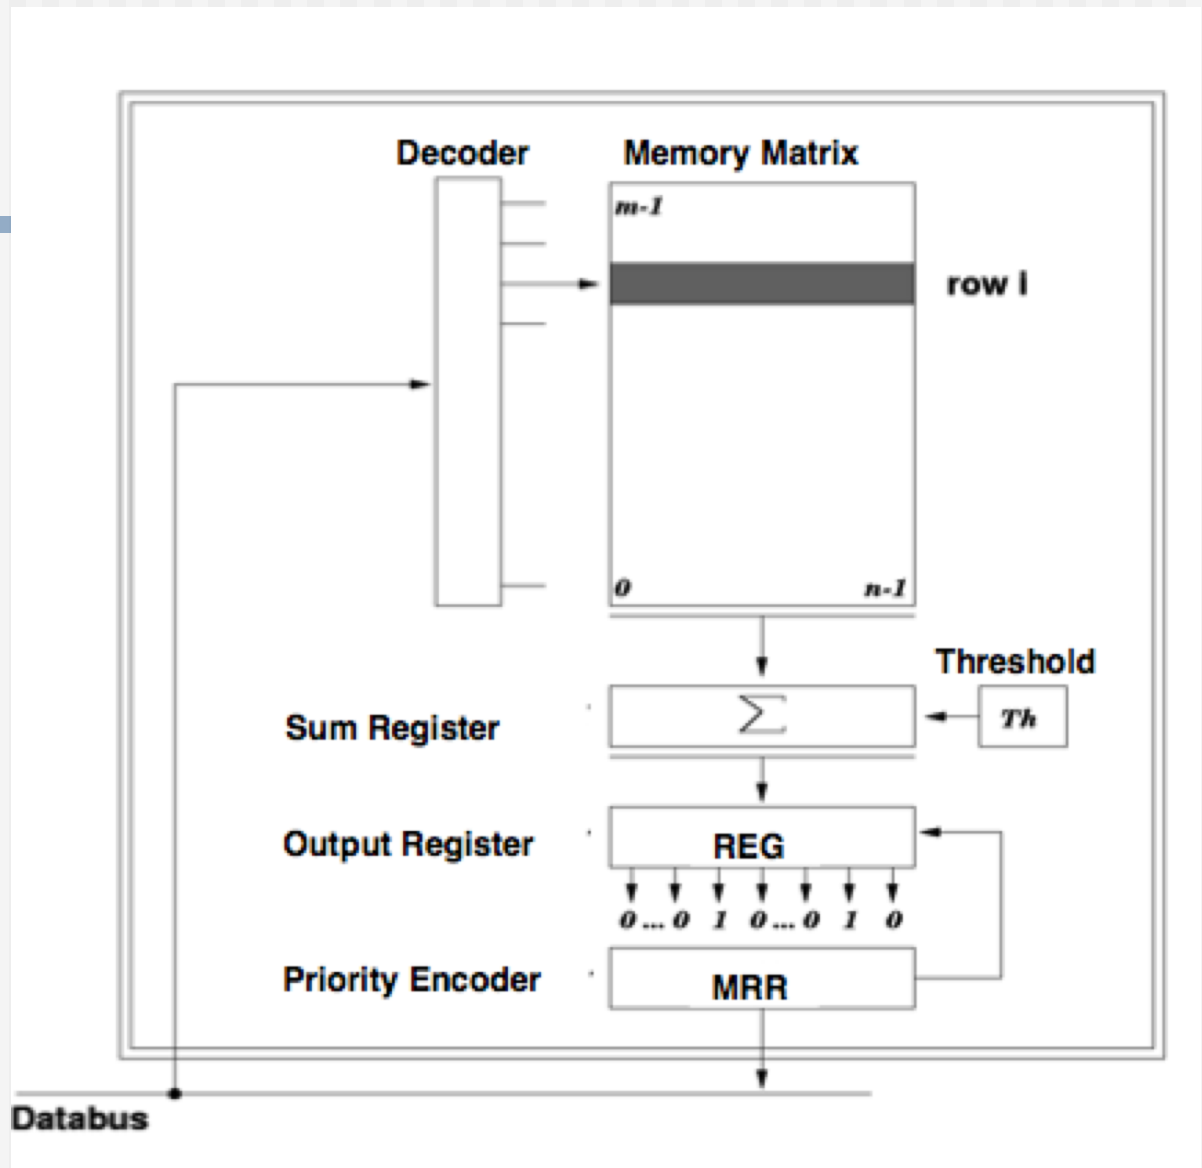 Decoder Memory Matrix
m-1
row i
0 n-1
Threshold
Sum Register Σ Th
Output Register REG
0 ... 0 1 0 ... 0 1 0
Priority Encoder MRR
Databus